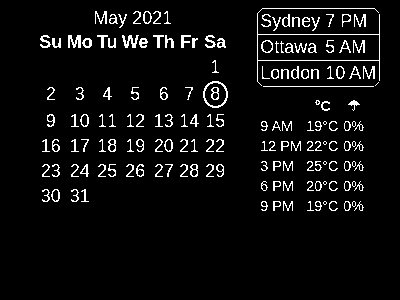 May 2021
Su Mo Tu We Th Fr Sa
1
2 3 4 5 6 7 8
9 10 11 12 13 14 15
16 17 18 19 20 21 22
23 24 25 26 27 28 29
30 31
Sydney 7 PM
Ottawa 5 AM
London 10 AM
°C ☂
9 AM 19°C 0%
12 PM 22°C 0%
3 PM 25°C 0%
6 PM 20°C 0%
9 PM 19°C 0%